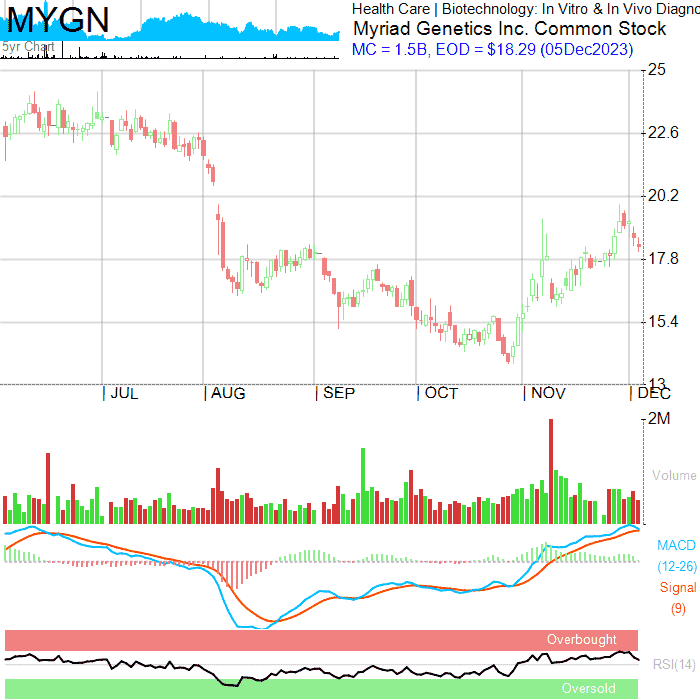 MYGN
5yr Chart
Health Care | Biotechnology: In Vitro & In Vivo Diagno
Myriad Genetics Inc. Common Stock
MC = 1.5B, EOD = $18.29 (05Dec2023)
25
22.6
20.2
17.8
15.4
13
| JUL | AUG | SEP | OCT | NOV | DEC
2M
Volume
MACD
(12-26)
Signal
(9)
Overbought
RSI(14)
Oversold